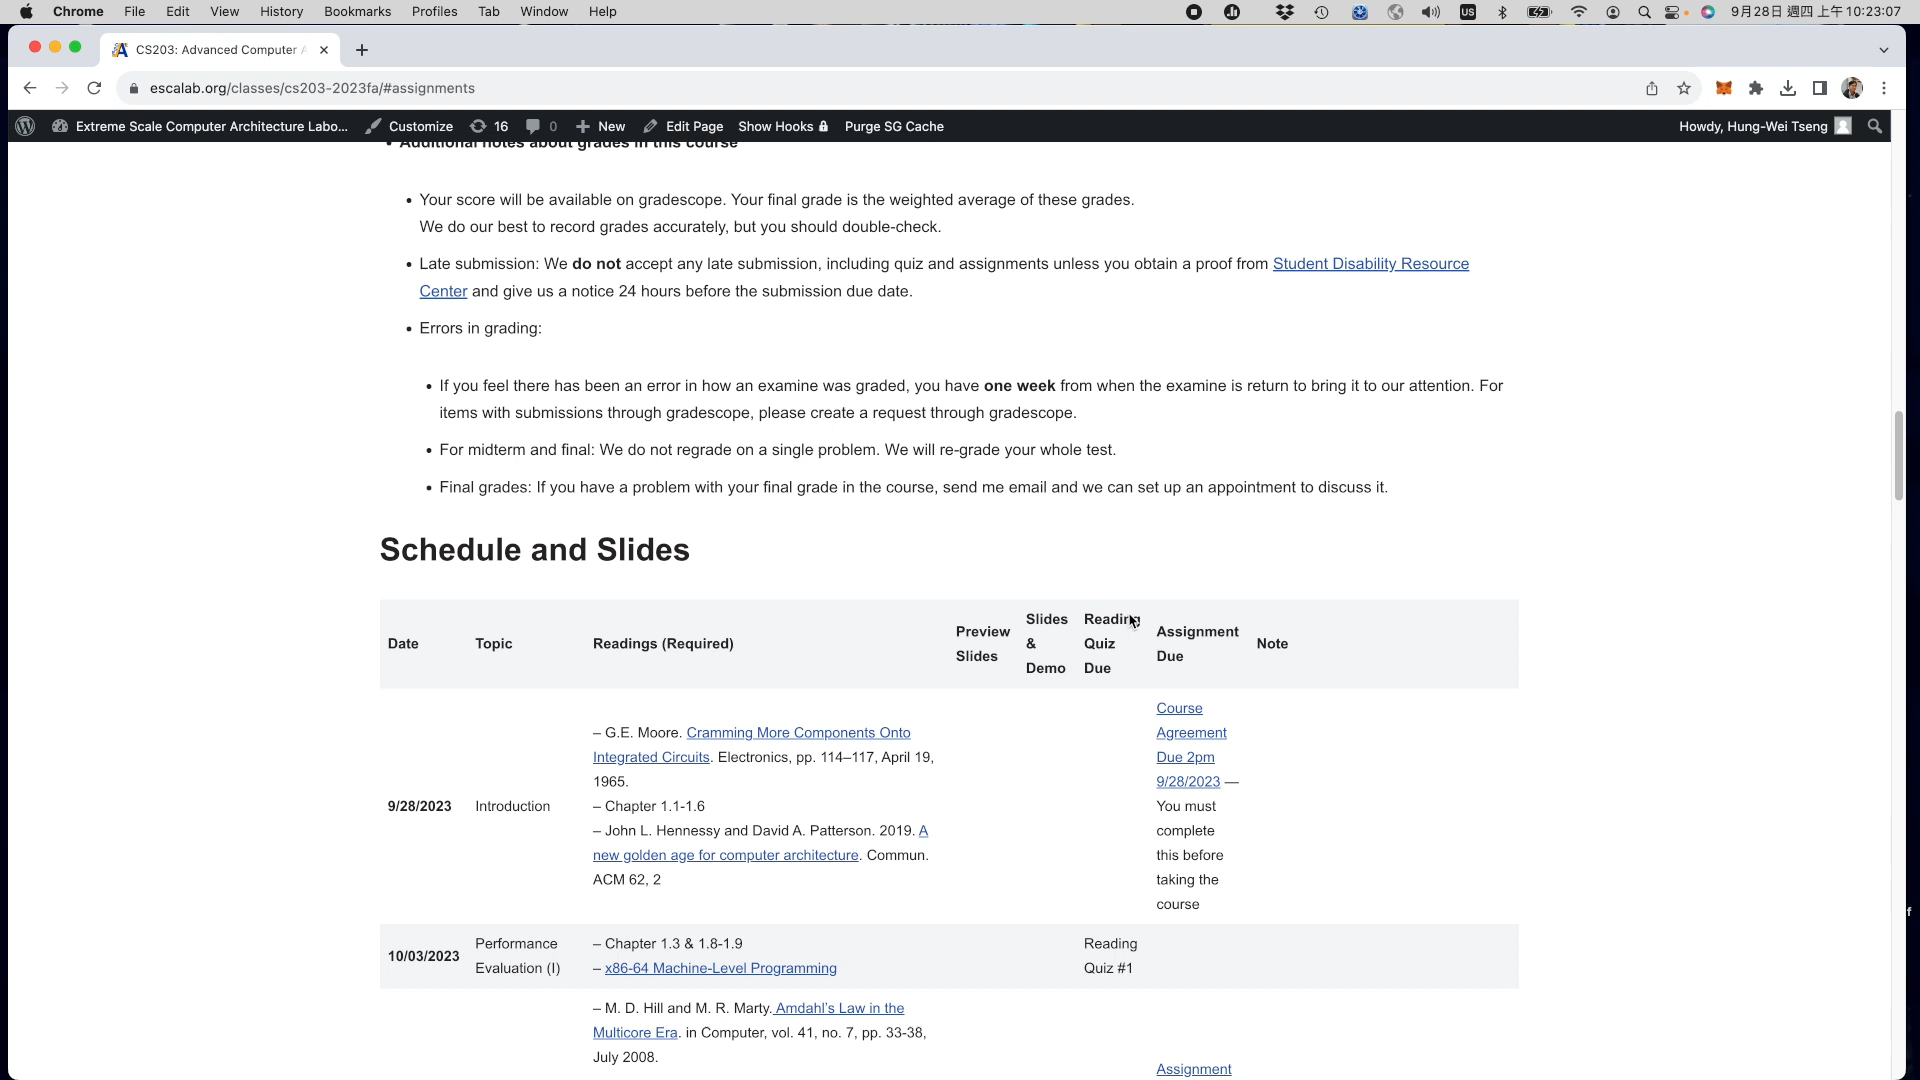 Chrome File Edit View History Bookmarks Profiles Tab Window Help US 9月28日 週四 上午10:23:07
CS203: Advanced Computer A
escalab.org/classes/cs203-2023fa/#assignments
Extreme Scale Computer Architecture Labo... Customize 16 0 New Edit Page Show Hooks Purge SG Cache Howdy, Hung-Wei Tseng
• Additional notes about grades in this course
• Your score will be available on gradescope. Your final grade is the weighted average of these grades.
We do our best to record grades accurately, but you should double-check.
• Late submission: We do not accept any late submission, including quiz and assignments unless you obtain a proof from Student Disability Resource
Center and give us a notice 24 hours before the submission due date.
• Errors in grading:
• If you feel there has been an error in how an examine was graded, you have one week from when the examine is return to bring it to our attention. For
items with submissions through gradescope, please create a request through gradescope.
• For midterm and final: We do not regrade on a single problem. We will re-grade your whole test.
• Final grades: If you have a problem with your final grade in the course, send me email and we can set up an appointment to discuss it.
Schedule and Slides
Date
Topic
Readings (Required)
Preview
Slides
Slides
&
Demo
Reading
Quiz
Due
Assignment
Due
Note
9/28/2023
Introduction
– G.E. Moore. Cramming More Components Onto
Integrated Circuits. Electronics, pp. 114–117, April 19,
1965.
– Chapter 1.1-1.6
– John L. Hennessy and David A. Patterson. 2019. A
new golden age for computer architecture. Commun.
ACM 62, 2
Course
Agreement
Due 2pm
9/28/2023 —
You must
complete
this before
taking the
course
10/03/2023
Performance
Evaluation (I)
– Chapter 1.3 & 1.8-1.9
– x86-64 Machine-Level Programming
Reading
Quiz #1
– M. D. Hill and M. R. Marty. Amdahl's Law in the
Multicore Era. in Computer, vol. 41, no. 7, pp. 33-38,
July 2008.
Assignment
f